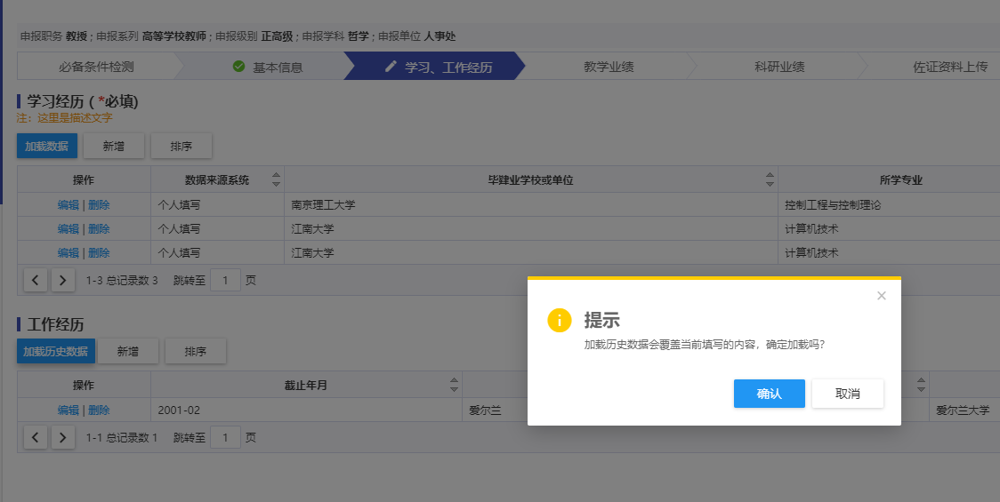 申报职务 教授 ; 申报系列 高等学校教师 ; 申报级别 正高级 ; 申报学科 哲学 ; 申报单位 人事处
必备条件检测 基本信息 学习、工作经历 教学业绩 科研业绩 佐证资料上传
学习经历 ( *必填)
注：这里是描述文字
加载数据 新增 排序
操作 数据来源系统 毕肄业学校或单位 所学专业
编辑 | 删除 个人填写 南京理工大学 控制工程与控制理论
编辑 | 删除 个人填写 江南大学 计算机技术
编辑 | 删除 个人填写 江南大学 计算机技术
1-3 总记录数 3 跳转至 1 页
提示
加载历史数据会覆盖当前填写的内容，确定加载吗?
确认 取消
工作经历
加载历史数据 新增 排序
操作 截止年月
编辑 | 删除 2001-02 爱尔兰 爱尔兰大学
1-1 总记录数 1 跳转至 1 页